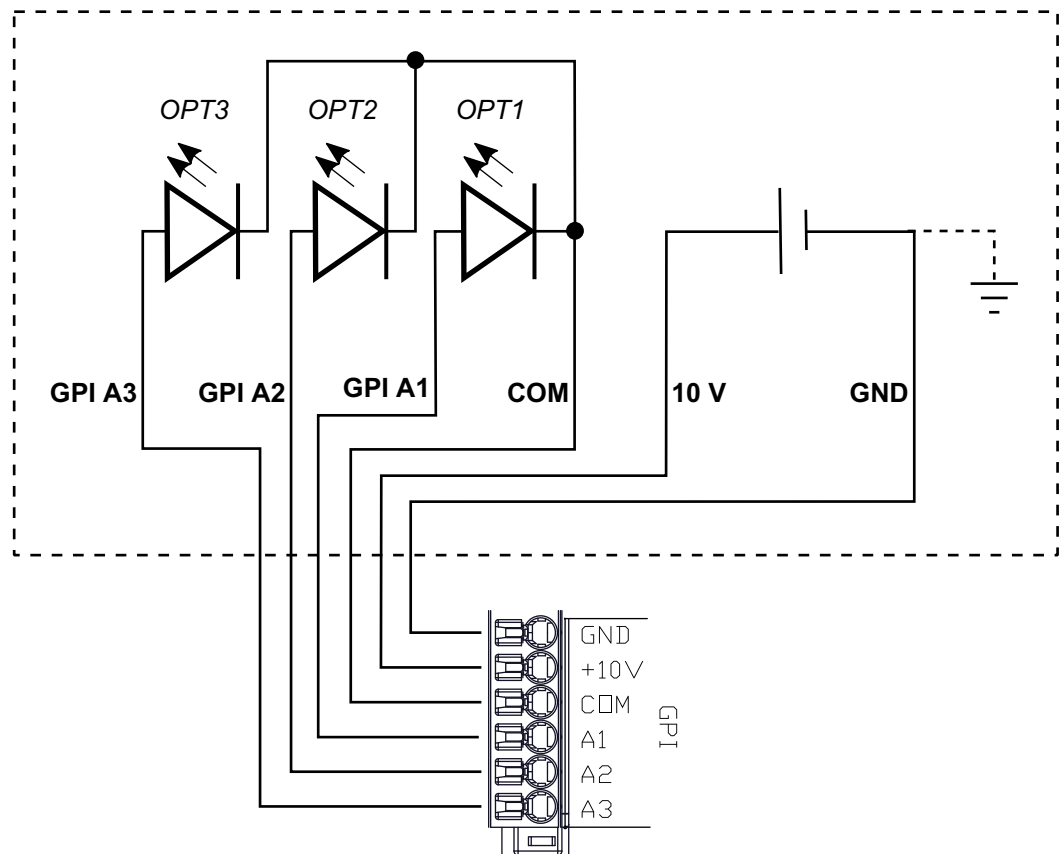 OPT3 OPT2 OPT1
GPI A3 GPI A2 GPI A1 COM 10 V GND
GND
+10V
COM
A1
A2
A3
GPI